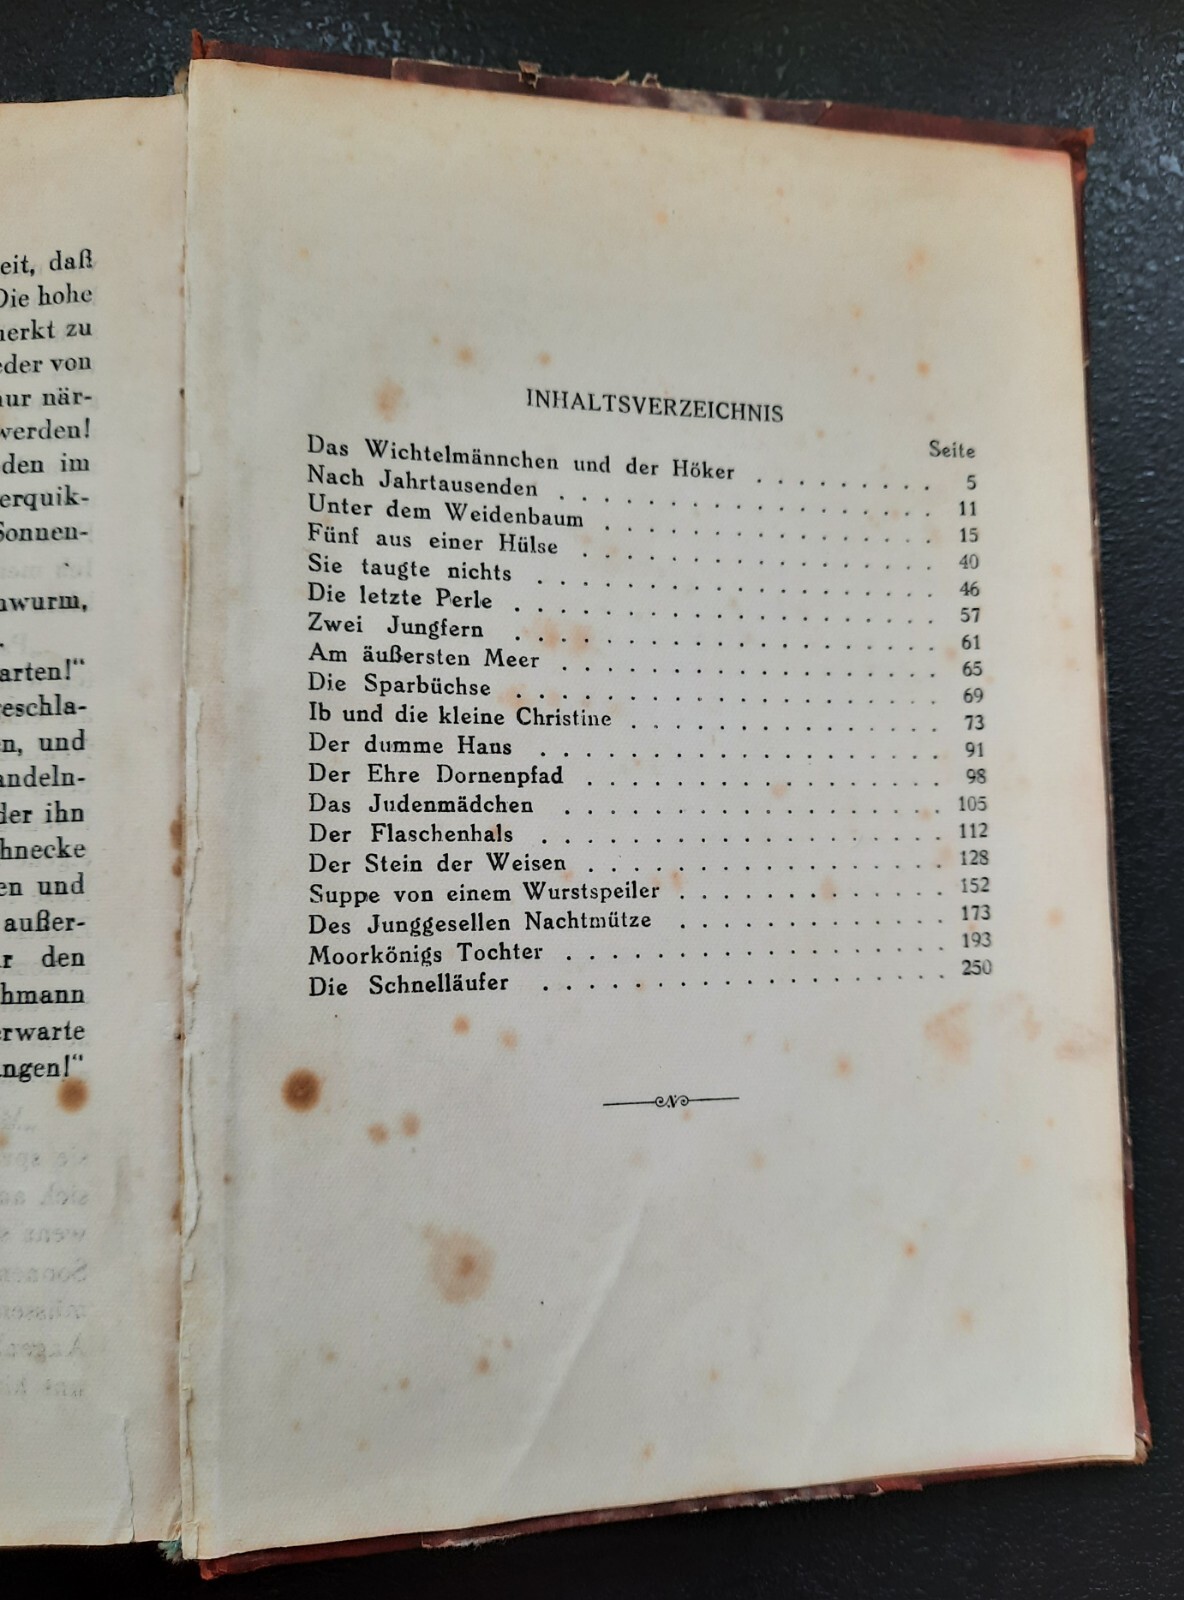 eit, daß
Die hohe
erkt zu
eder von
ur när-
werden!
den im
erquik-
Sonnen-
wurm,
arten!“
eschla-
n, und
andeln-
der ihn
hnecke
en und
außer-
r den
hmann
erwarte
ngen!“
INHALTSVERZEICHNIS
Seite
Das Wichtelmännchen und der Höker . . . . . . . . 5
Nach Jahrtausenden . . . . . . . . . . . . . . . . 11
Unter dem Weidenbaum . . . . . . . . . . . . . . 15
Fünf aus einer Hülse . . . . . . . . . . . . . . . 40
Sie taugte nichts . . . . . . . . . . . . . . . . . 46
Die letzte Perle . . . . . . . . . . . . . . . . . . 57
Zwei Jungfern . . . . . . . . . . . . . . . . . . 61
Am äußersten Meer . . . . . . . . . . . . . . . . 65
Die Sparbüchse . . . . . . . . . . . . . . . . . . 69
Ib und die kleine Christine . . . . . . . . . . . . . 73
Der dumme Hans . . . . . . . . . . . . . . . . . 91
Der Ehre Dornenpfad . . . . . . . . . . . . . . . 98
Das Judenmädchen . . . . . . . . . . . . . . . . 105
Der Flaschenhals . . . . . . . . . . . . . . . . . 112
Der Stein der Weisen . . . . . . . . . . . . . . . 128
Suppe von einem Wurstspeiler . . . . . . . . . . . 152
Des Junggesellen Nachtmütze . . . . . . . . . . . 173
Moorkönigs Tochter . . . . . . . . . . . . . . . . 193
Die Schnelläufer . . . . . . . . . . . . . . . . . 250